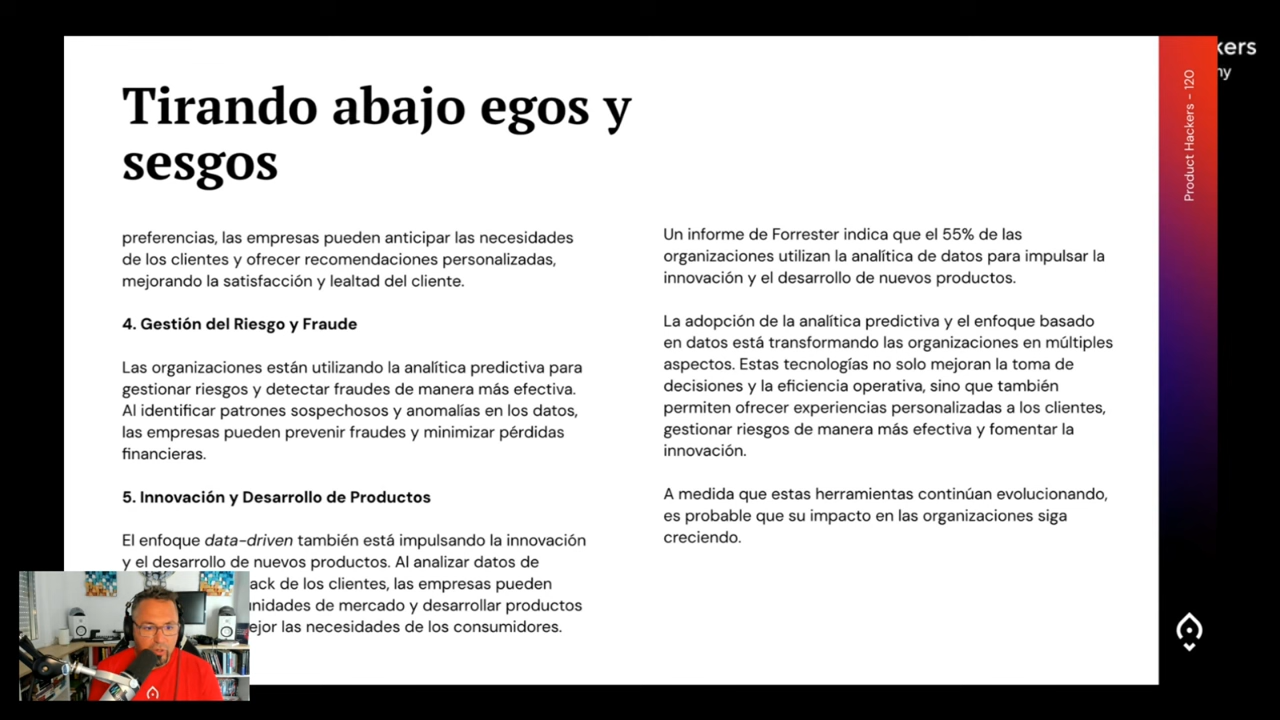 Tirando abajo egos y
sesgos
preferencias, las empresas pueden anticipar las necesidades
de los clientes y ofrecer recomendaciones personalizadas,
mejorando la satisfacción y lealtad del cliente.
4. Gestión del Riesgo y Fraude
Las organizaciones están utilizando la analítica predictiva para
gestionar riesgos y detectar fraudes de manera más efectiva.
Al identificar patrones sospechosos y anomalías en los datos,
las empresas pueden prevenir fraudes y minimizar pérdidas
financieras.
5. Innovación y Desarrollo de Productos
El enfoque data-driven también está impulsando la innovación
y el desarrollo de nuevos productos. Al analizar datos de
ack de los clientes, las empresas pueden
unidades de mercado y desarrollar productos
ejor las necesidades de los consumidores.
Un informe de Forrester indica que el 55% de las
organizaciones utilizan la analítica de datos para impulsar la
innovación y el desarrollo de nuevos productos.
La adopción de la analítica predictiva y el enfoque basado
en datos está transformando las organizaciones en múltiples
aspectos. Estas tecnologías no solo mejoran la toma de
decisiones y la eficiencia operativa, sino que también
permiten ofrecer experiencias personalizadas a los clientes,
gestionar riesgos de manera más efectiva y fomentar la
innovación.
A medida que estas herramientas continúan evolucionando,
es probable que su impacto en las organizaciones siga
creciendo.
Product Hackers - 120
kers
ny